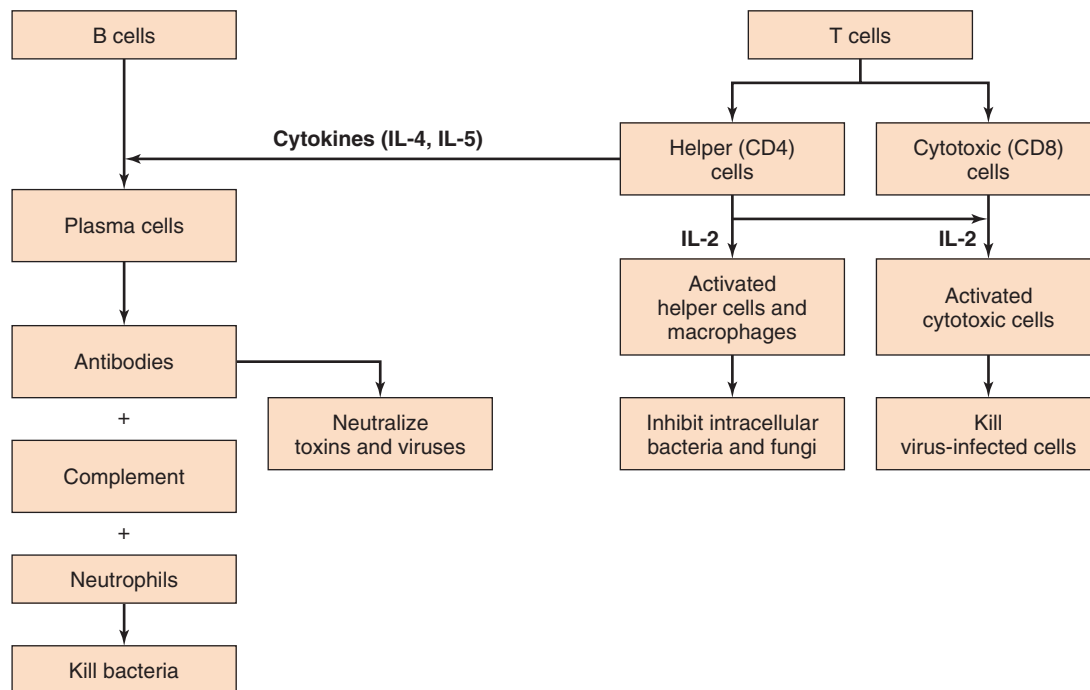 B cells
T cells
Cytokines (IL-4, IL-5)
Helper (CD4)
cells
Cytotoxic (CD8)
cells
Plasma cells
IL-2
IL-2
Activated
helper cells and
macrophages
Activated
cytotoxic cells
Antibodies
+
Neutralize
toxins and viruses
Inhibit intracellular
bacteria and fungi
Kill
virus-infected cells
Complement
+
Neutrophils
Kill bacteria